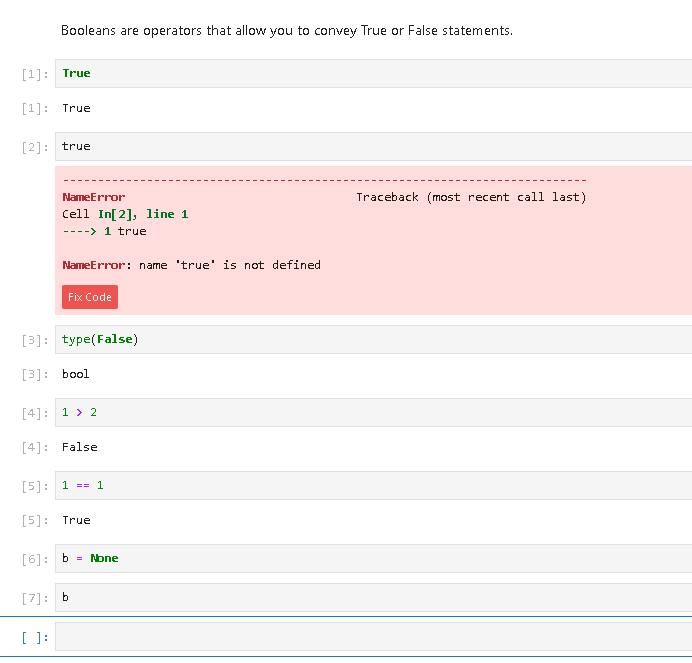 Booleans are operators that allow you to convey True or False statements.
[1]: True
[1]: True
[2]: true
---------------------------------------------------------------------------
NameError                                 Traceback (most recent call last)
Cell In[2], line 1
----> 1 true

NameError: name 'true' is not defined
Fix Code
[3]: type(False)
[3]: bool
[4]: 1 > 2
[4]: False
[5]: 1 == 1
[5]: True
[6]: b = None
[7]: b
[ ]: